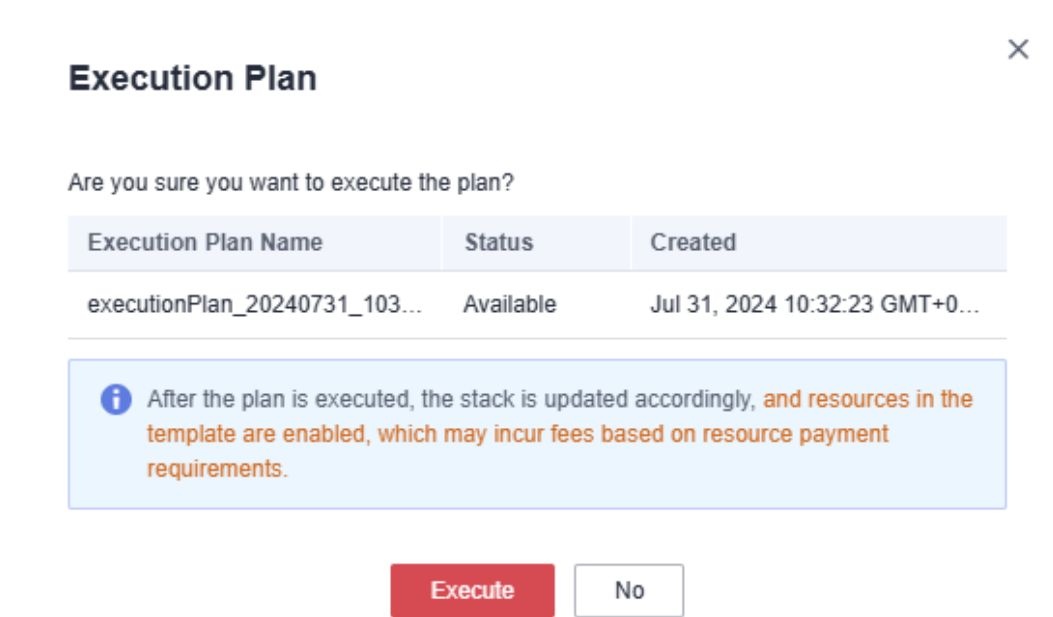 Execution Plan
Are you sure you want to execute the plan?
Execution Plan Name Status Created
executionPlan_20240731_103... Available Jul 31, 2024 10:32:23 GMT+0...
After the plan is executed, the stack is updated accordingly, and resources in the
template are enabled, which may incur fees based on resource payment
requirements.
Execute No